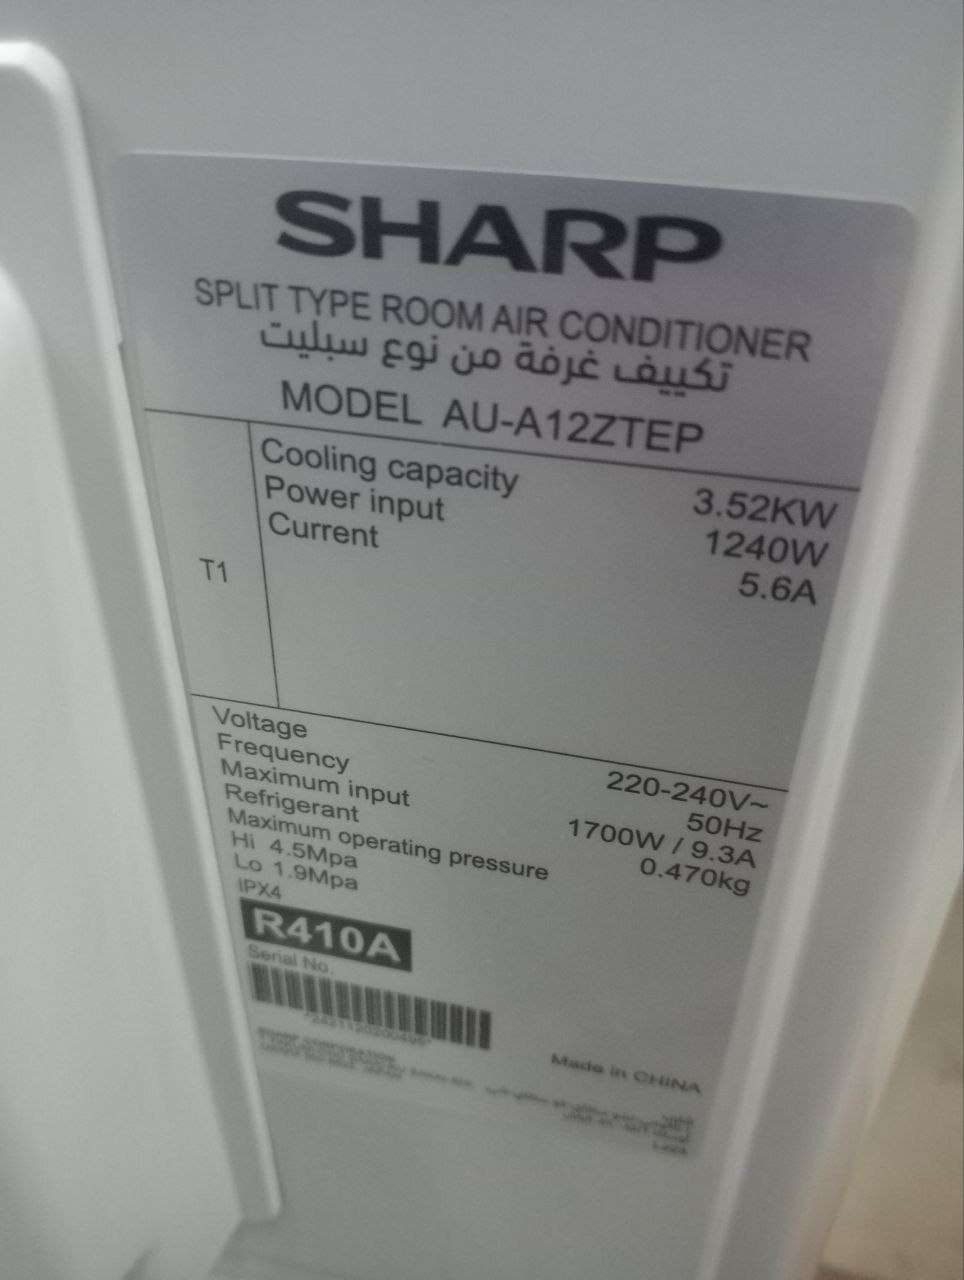 SHARP
SPLIT TYPE ROOM AIR CONDITIONER
تكييف غرفة من نوع سبليت
MODEL AU-A12ZTEP
T1
Cooling capacity 3.52KW
Power input 1240W
Current 5.6A
Voltage 220-240V~
Frequency 50Hz
Maximum input 1700W / 9.3A
Refrigerant 0.470kg
Maximum operating pressure
Hi 4.5Mpa
Lo 1.9Mpa
IPX4
R410A
Serial No.
SHARP CORPORATION
Made in CHINA